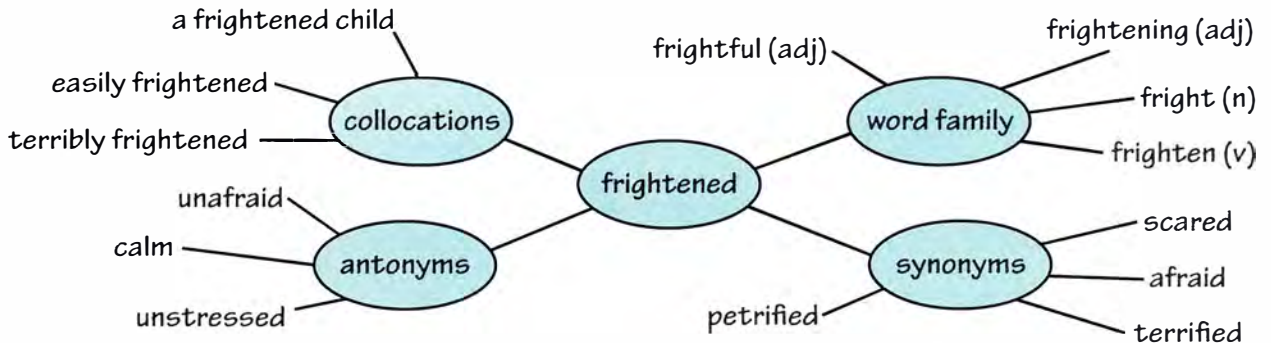 a frightened child
easily frightened
terribly frightened
collocations
frightful (adj)
frightening (adj)
fright (n)
frighten (v)
word family
frightened
unafraid
calm
unstressed
antonyms
synonyms
scared
afraid
terrified
petrified